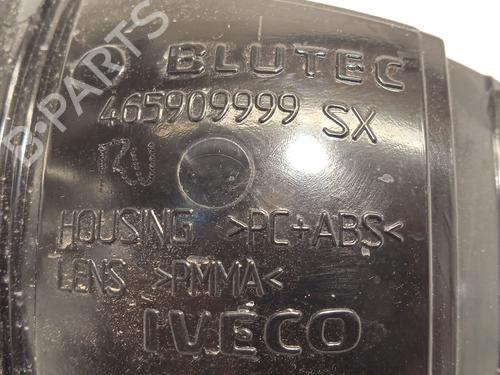 BLUTEC
465909999 SX
HOUSING >PC+ABS<
LENS >PMMA<
IVECO
B-PARTS